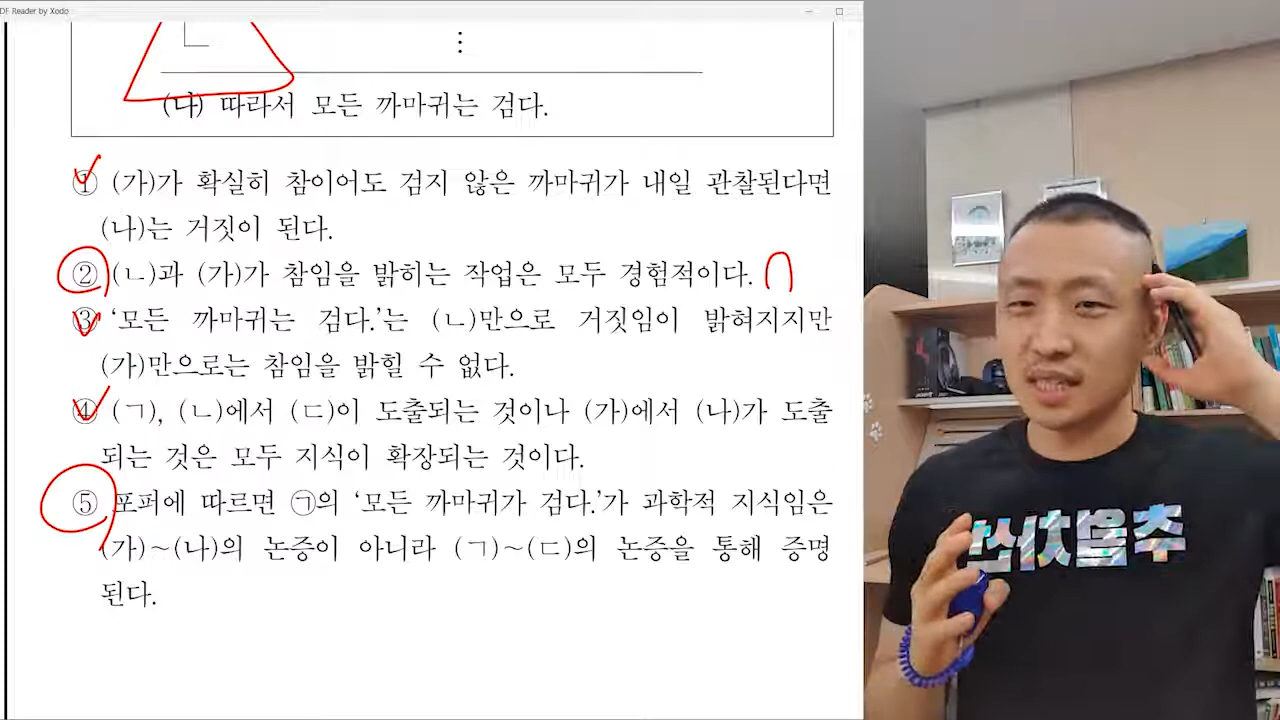 DF Reader by Xodo
⋮
(나) 따라서 모든 까마귀는 검다.
① (가)가 확실히 참이어도 검지 않은 까마귀가 내일 관찰된다면
(나)는 거짓이 된다.
② (ㄴ)과 (가)가 참임을 밝히는 작업은 모두 경험적이다.
③ ‘모든 까마귀는 검다.’는 (ㄴ)만으로 거짓임이 밝혀지지만
(가)만으로는 참임을 밝힐 수 없다.
④ (ㄱ), (ㄴ)에서 (ㄷ)이 도출되는 것이나 (가)에서 (나)가 도출
되는 것은 모두 지식이 확장되는 것이다.
⑤ 포퍼에 따르면 ㉠의 ‘모든 까마귀가 검다.’가 과학적 지식임은
(가)~(나)의 논증이 아니라 (ㄱ)~(ㄷ)의 논증을 통해 증명
된다.